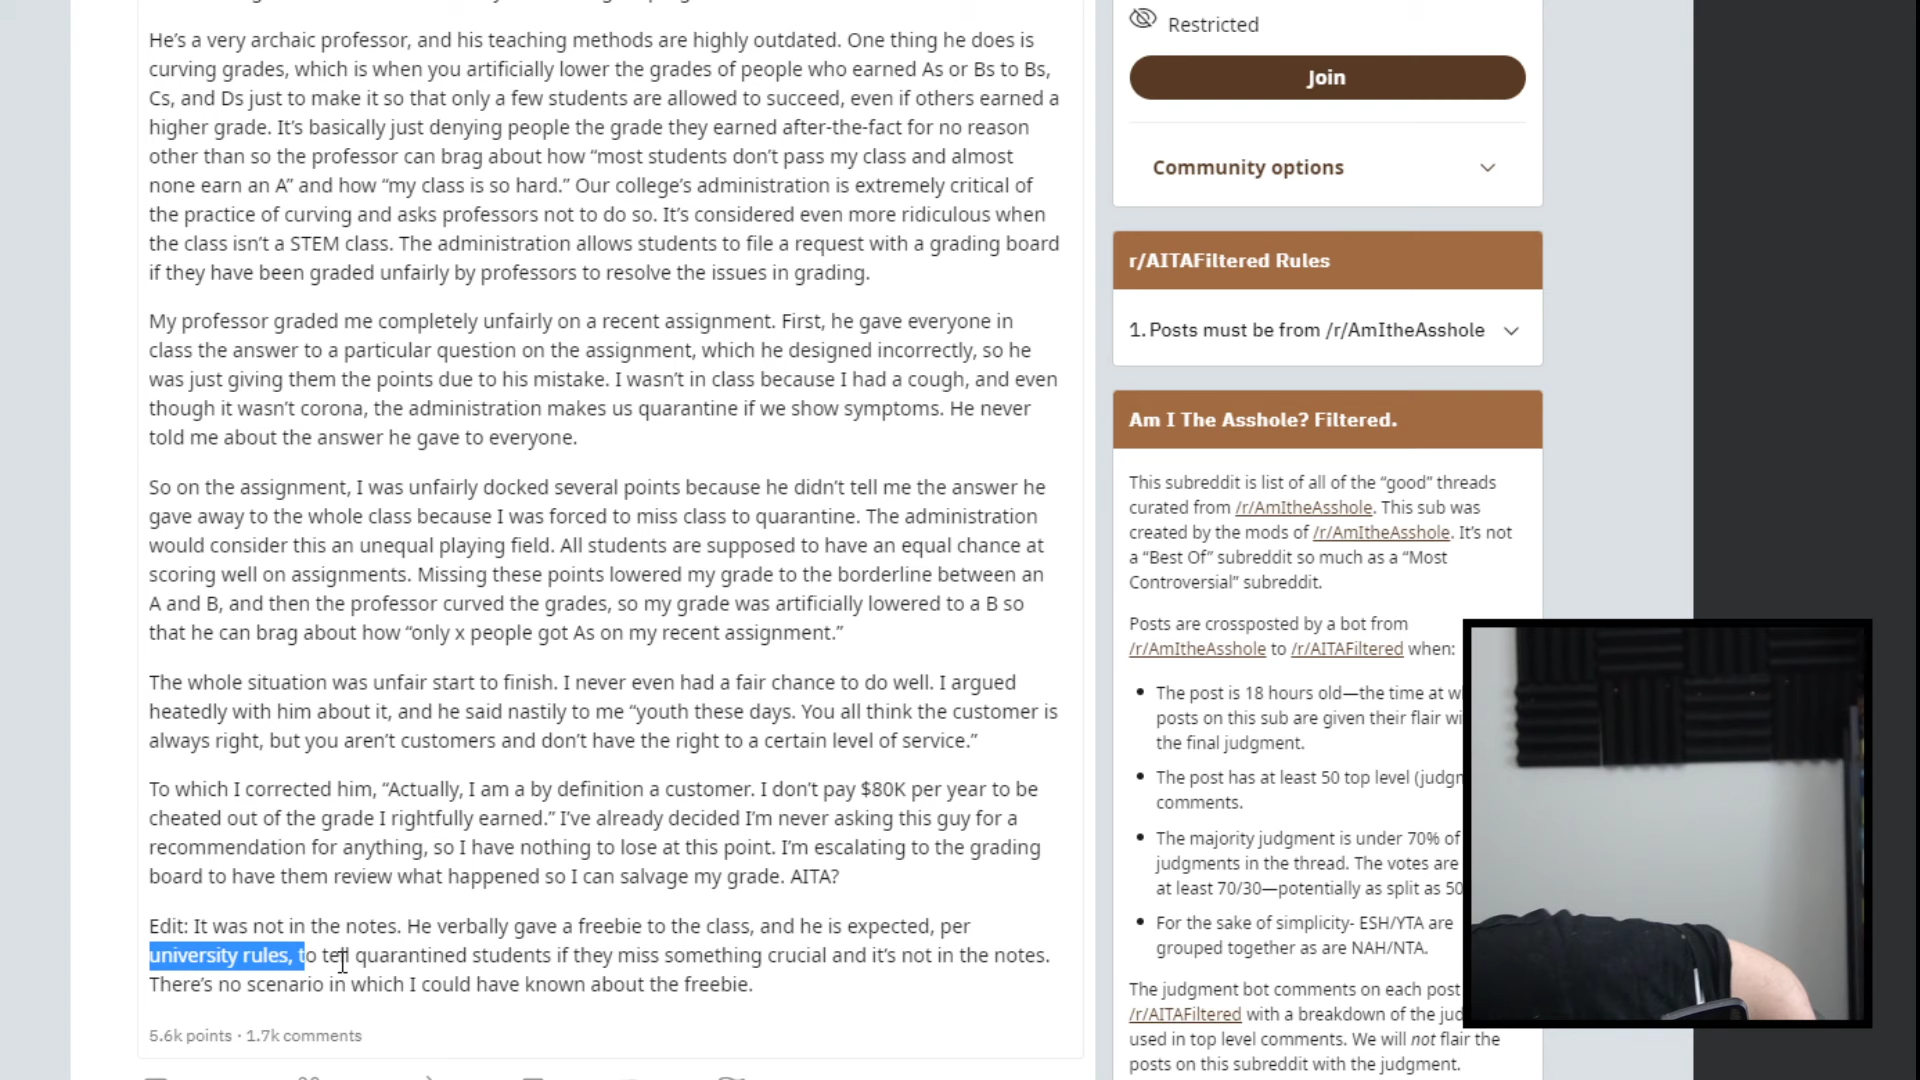 He's a very archaic professor, and his teaching methods are highly outdated. One thing he does is
curving grades, which is when you artificially lower the grades of people who earned As or Bs to Bs,
Cs, and Ds just to make it so that only a few students are allowed to succeed, even if others earned a
higher grade. It's basically just denying people the grade they earned after-the-fact for no reason
other than so the professor can brag about how “most students don't pass my class and almost
none earn an A” and how “my class is so hard.” Our college's administration is extremely critical of
the practice of curving and asks professors not to do so. It's considered even more ridiculous when
the class isn't a STEM class. The administration allows students to file a request with a grading board
if they have been graded unfairly by professors to resolve the issues in grading.
My professor graded me completely unfairly on a recent assignment. First, he gave everyone in
class the answer to a particular question on the assignment, which he designed incorrectly, so he
was just giving them the points due to his mistake. I wasn't in class because I had a cough, and even
though it wasn't corona, the administration makes us quarantine if we show symptoms. He never
told me about the answer he gave to everyone.
So on the assignment, I was unfairly docked several points because he didn't tell me the answer he
gave away to the whole class because I was forced to miss class to quarantine. The administration
would consider this an unequal playing field. All students are supposed to have an equal chance at
scoring well on assignments. Missing these points lowered my grade to the borderline between an
A and B, and then the professor curved the grades, so my grade was artificially lowered to a B so
that he can brag about how “only x people got As on my recent assignment.”
The whole situation was unfair start to finish. I never even had a fair chance to do well. I argued
heatedly with him about it, and he said nastily to me “youth these days. You all think the customer is
always right, but you aren't customers and don't have the right to a certain level of service.”
To which I corrected him, “Actually, I am a by definition a customer. I don't pay $80K per year to be
cheated out of the grade I rightfully earned.” I've already decided I'm never asking this guy for a
recommendation for anything, so I have nothing to lose at this point. I'm escalating to the grading
board to have them review what happened so I can salvage my grade. AITA?
Edit: It was not in the notes. He verbally gave a freebie to the class, and he is expected, per
university rules, to tell quarantined students if they miss something crucial and it's not in the notes.
There's no scenario in which I could have known about the freebie.
5.6k points · 1.7k comments
Restricted
Join
Community options
r/AITAFiltered Rules
1. Posts must be from /r/AmItheAsshole
Am I The Asshole? Filtered.
This subreddit is list of all of the “good” threads
curated from /r/AmItheAsshole. This sub was
created by the mods of /r/AmItheAsshole. It's not
a “Best Of” subreddit so much as a “Most
Controversial” subreddit.
Posts are crossposted by a bot from
/r/AmItheAsshole to /r/AITAFiltered when:
• The post is 18 hours old—the time at
posts on this sub are given their flair
the final judgment.
• The post has at least 50 top level
comments.
• The majority judgment is under 70% of
judgments in the thread. The votes are
at least 70/30—potentially as split as
• For the sake of simplicity- ESH/YTA are
grouped together as are NAH/NTA.
The judgment bot comments on each post
/r/AITAFiltered with a breakdown of the
used in top level comments. We will not flair the
posts on this subreddit with the judgment.